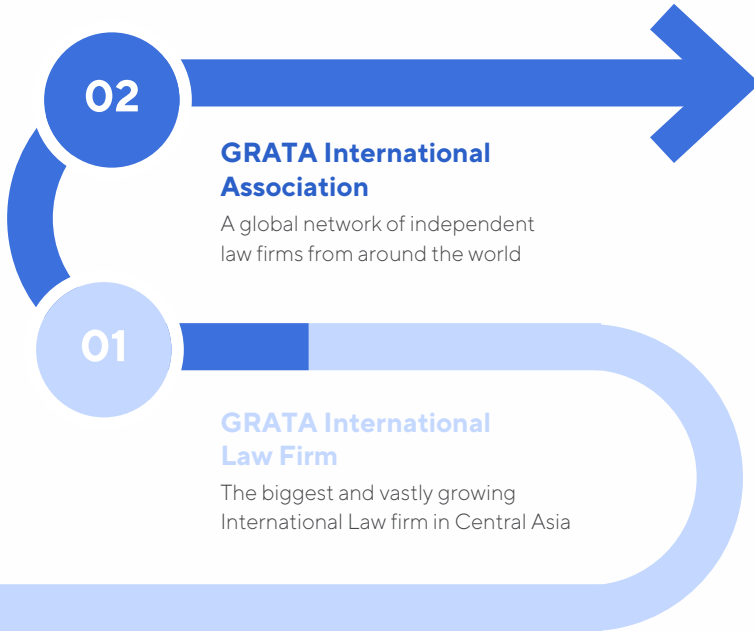 02
GRATA International
Association
A global network of independent
law firms from around the world
01
GRATA International
Law Firm
The biggest and vastly growing
International Law firm in Central Asia